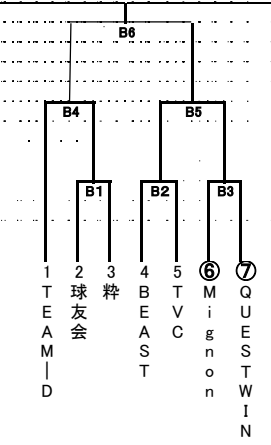 B6
B4
B5
B1
B2
B3
1 TEAM|D
2 球友会
3 粋
4 BEAST
5 TVC
⑥ Mignon
⑦ QUESTWIN